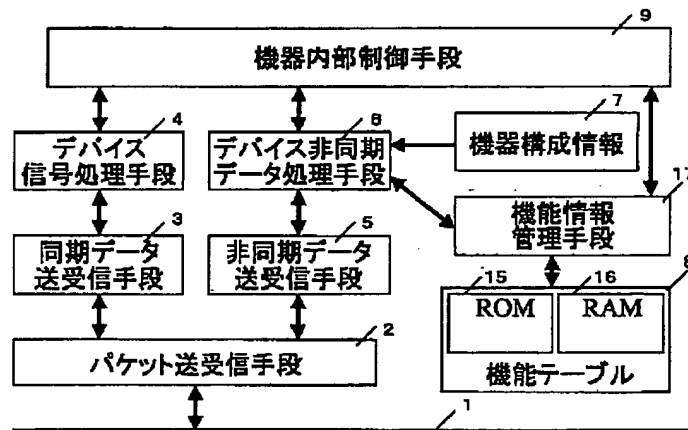 9
機器内部制御手段
4
デバイス
信号処理手段
6
デバイス非同期
データ処理手段
7
機器構成情報
17
機能情報
管理手段
3
同期データ
送受信手段
5
非同期データ
送受信手段
8
15
ROM
16
RAM
機能テーブル
2
パケット送受信手段
1